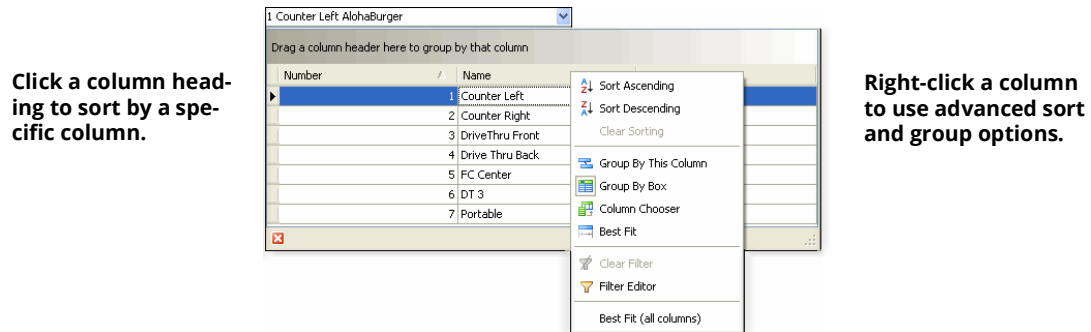 1 Counter Left AlohaBurger
Drag a column header here to group by that column
Click a column head-
ing to sort by a spe-
cific column.
Number Name
1 Counter Left
2 Counter Right
3 DriveThru Front
4 Drive Thru Back
5 FC Center
6 DT 3
7 Portable
Sort Ascending
Sort Descending
Clear Sorting
Group By This Column
Group By Box
Column Chooser
Best Fit
Clear Filter
Filter Editor
Best Fit (all columns)
Right-click a column
to use advanced sort
and group options.